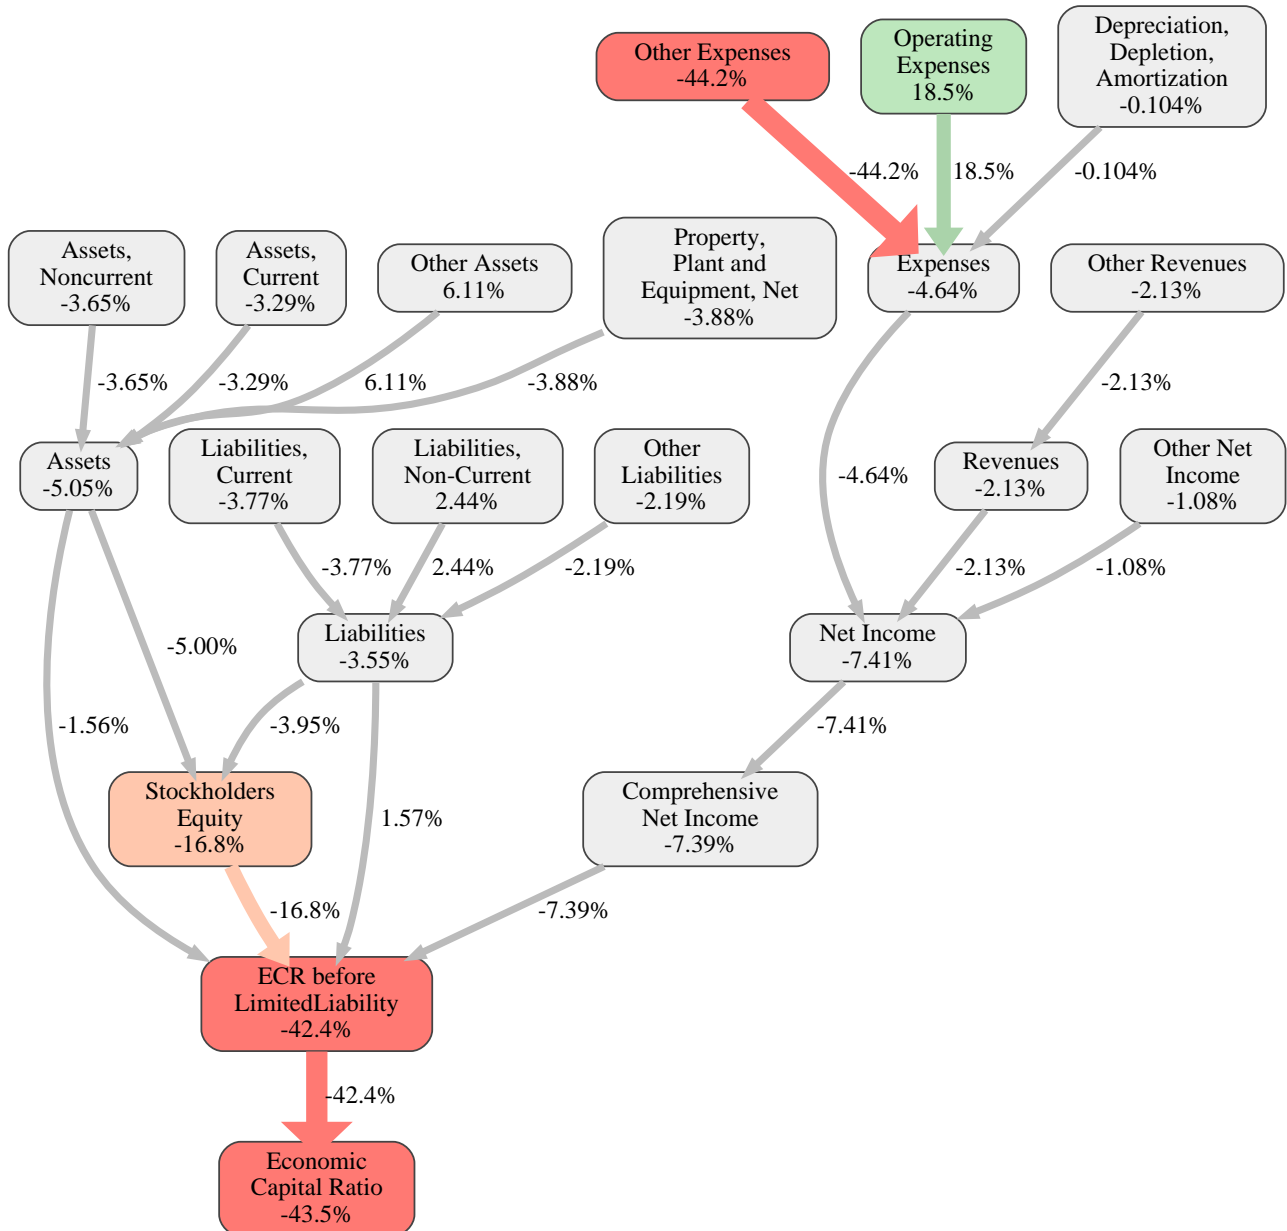 Other Expenses
-44.2%
Operating
Expenses
18.5%
Depreciation,
Depletion,
Amortization
-0.104%
-44.2%
18.5%
-0.104%
Assets,
Noncurrent
-3.65%
Assets,
Current
-3.29%
Other Assets
6.11%
Property,
Plant and
Equipment, Net
-3.88%
Expenses
-4.64%
Other Revenues
-2.13%
-3.65%
-3.29%
6.11%
-3.88%
-2.13%
Assets
-5.05%
Liabilities,
Current
-3.77%
Liabilities,
Non-Current
2.44%
Other
Liabilities
-2.19%
-4.64%
Revenues
-2.13%
Other Net
Income
-1.08%
-3.77%
2.44%
-2.19%
-2.13%
-1.08%
-5.00%
Liabilities
-3.55%
Net Income
-7.41%
-1.56%
-3.95%
-7.41%
Stockholders
Equity
-16.8%
1.57%
Comprehensive
Net Income
-7.39%
-16.8%
-7.39%
ECR before
LimitedLiability
-42.4%
-42.4%
Economic
Capital Ratio
-43.5%